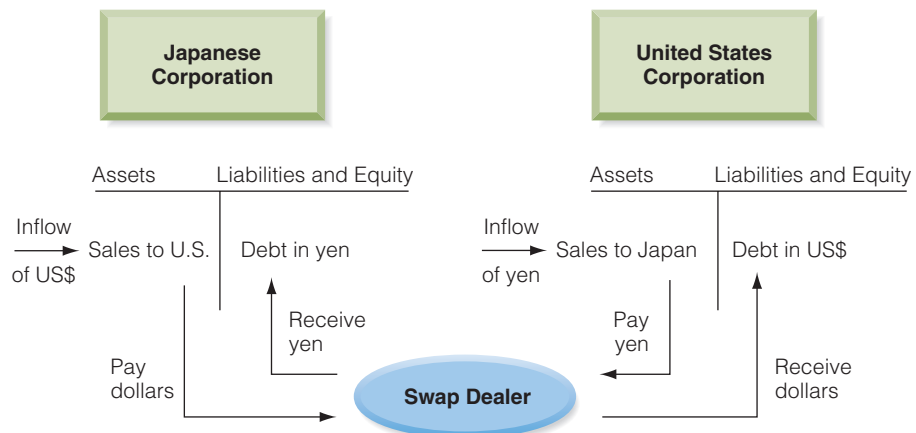 Japanese
Corporation
United States
Corporation
Assets
Liabilities and Equity
Assets
Liabilities and Equity
Inflow
of US$
Sales to U.S.
Debt in yen
Inflow
of yen
Sales to Japan
Debt in US$
Receive
yen
Pay
yen
Pay
dollars
Swap Dealer
Receive
dollars